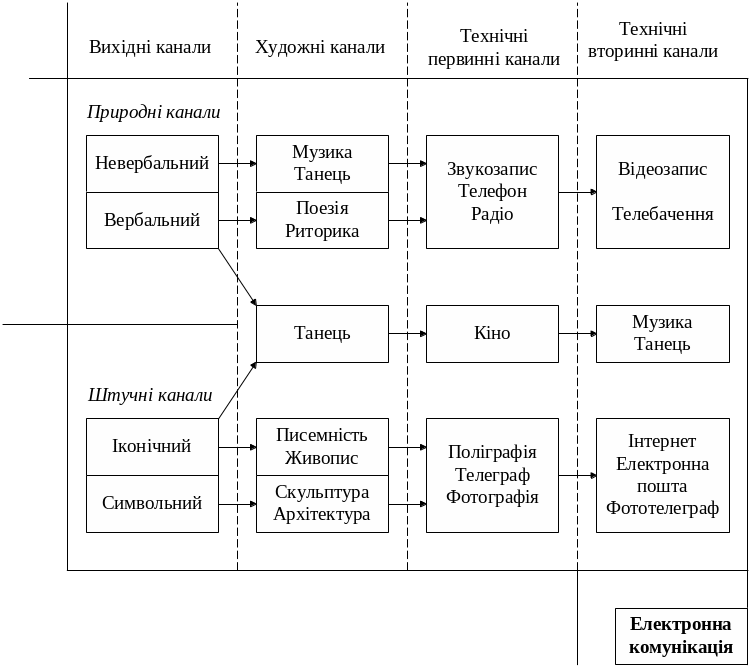 Вихідні канали
Художні канали
Технічні
первинні канали
Технічні
вторинні канали
Природні канали
Невербальний
Музика
Танець
Звукозапис
Телефон
Радіо
Відеозапис
Телебачення
Вербальний
Поезія
Риторика
Танець
Кіно
Музика
Танець
Штучні канали
Іконічний
Писемність
Живопис
Поліграфія
Телеграф
Фотографія
Інтернет
Електронна
пошта
Фототелеграф
Символьний
Скульптура
Архітектура
Електронна
комунікація